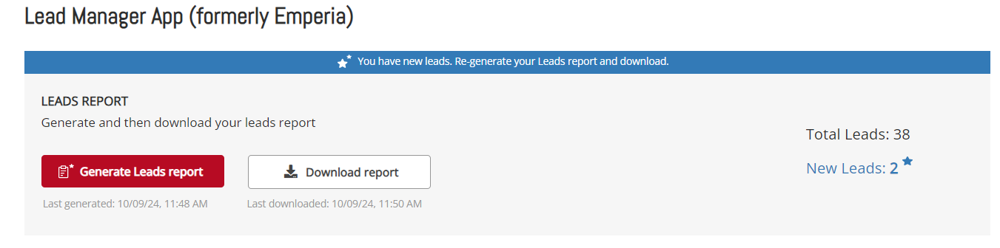 Lead Manager App (formerly Emperia)
You have new leads. Re-generate your Leads report and download.
LEADS REPORT
Generate and then download your leads report
Total Leads: 38
New Leads: 2
Generate Leads report
Download report
Last generated: 10/09/24, 11:48 AM
Last downloaded: 10/09/24, 11:50 AM